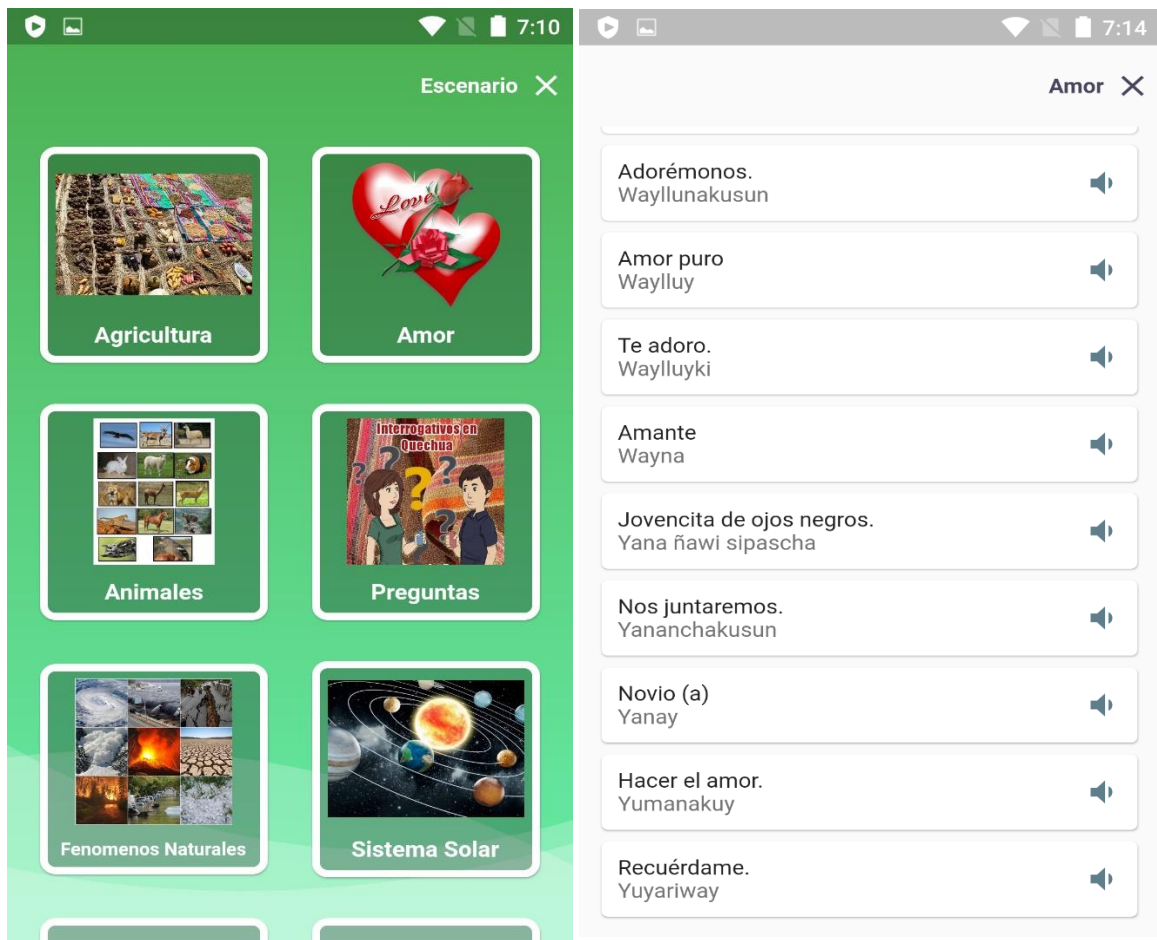 7:10
Escenario
Love
Agricultura
Amor
Interrogativos en
Quechua
? ? ? ? ? ?
Animales
Preguntas
Fenomenos Naturales
Sistema Solar
7:14
Amor
Adorémonos.
Wayllunakusun
Amor puro
Waylluy
Te adoro.
Waylluyki
Amante
Wayna
Jovencita de ojos negros.
Yana ñawi sipascha
Nos juntaremos.
Yananchakusun
Novio (a)
Yanay
Hacer el amor.
Yumanakuy
Recuérdame.
Yuyariway